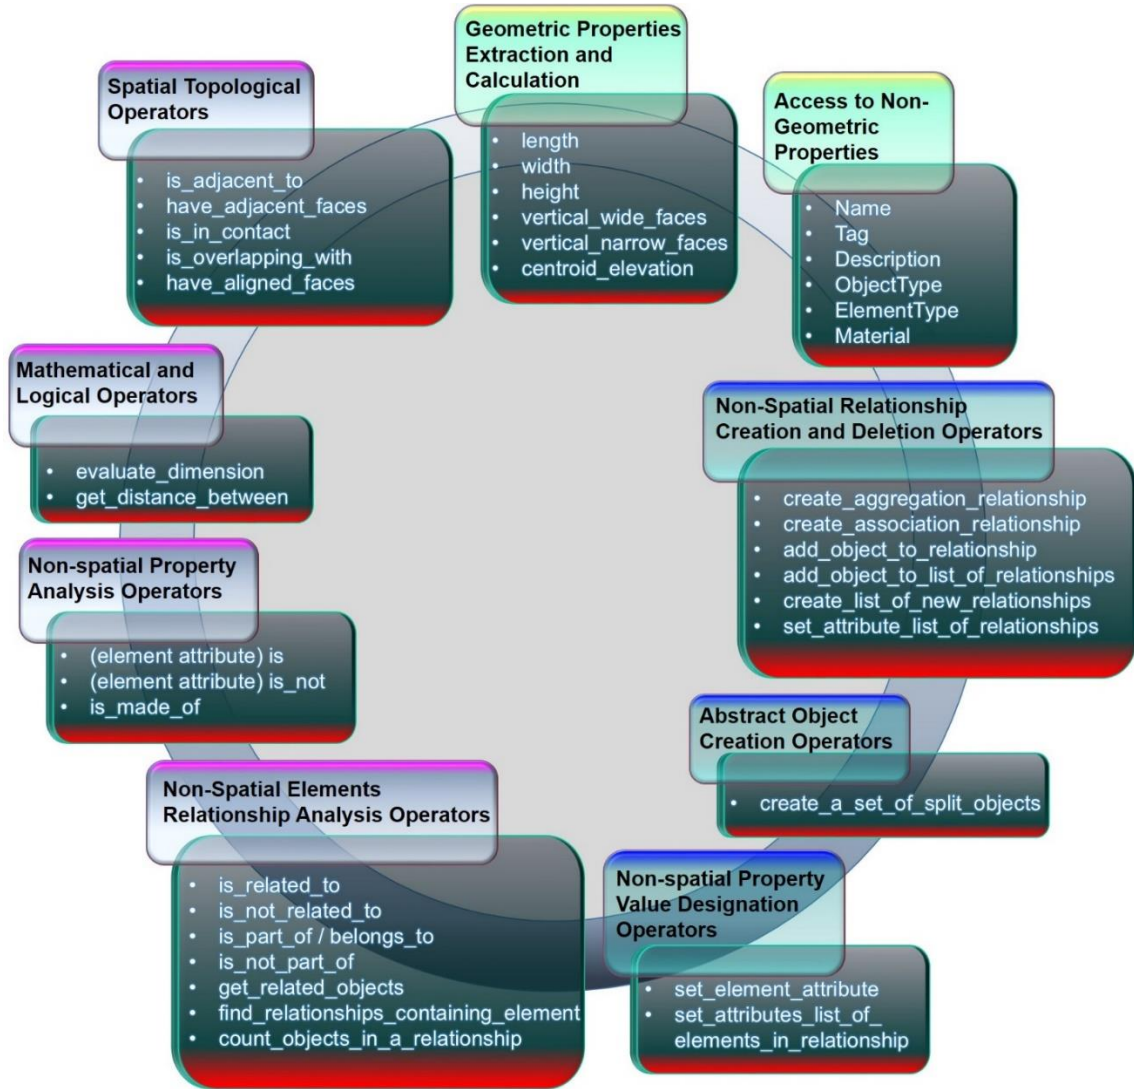 Geometric Properties
Extraction and
Calculation
• length
• width
• height
• vertical_wide_faces
• vertical_narrow_faces
• centroid_elevation
Access to Non-
Geometric
Properties
• Name
• Tag
• Description
• ObjectType
• ElementType
• Material
Non-Spatial Relationship
Creation and Deletion Operators
• create_aggregation_relationship
• create_association_relationship
• add_object_to_relationship
• add_object_to_list_of_relationships
• create_list_of_new_relationships
• set_attribute_list_of_relationships
Abstract Object
Creation Operators
• create_a_set_of_split_objects
Non-spatial Property
Value Designation
Operators
• set_element_attribute
• set_attributes_list_of_
elements_in_relationship
Non-Spatial Elements
Relationship Analysis Operators
• is_related_to
• is_not_related_to
• is_part_of / belongs_to
• is_not_part_of
• get_related_objects
• find_relationships_containing_element
• count_objects_in_a_relationship
Non-spatial Property
Analysis Operators
• (element attribute) is
• (element attribute) is_not
• is_made_of
Mathematical and
Logical Operators
• evaluate_dimension
• get_distance_between
Spatial Topological
Operators
• is_adjacent_to
• have_adjacent_faces
• is_in_contact
• is_overlapping_with
• have_aligned_faces